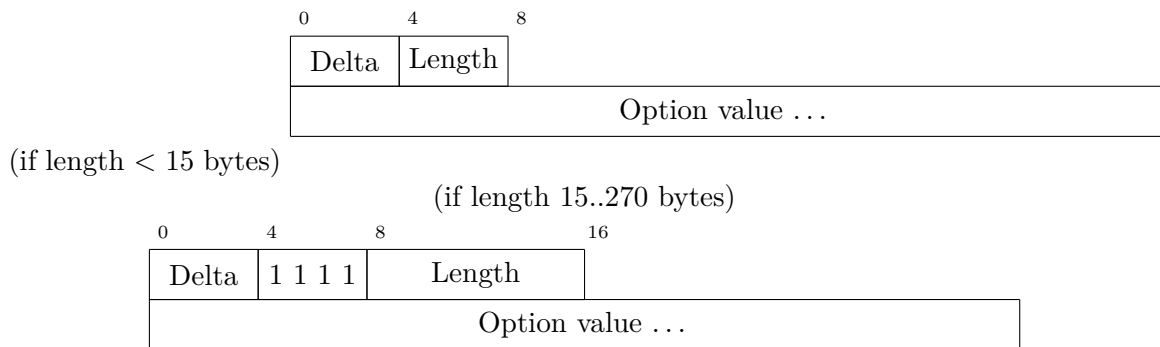 0 4 8
Delta Length
Option value ...
(if length < 15 bytes)
(if length 15..270 bytes)
0 4 8 16
Delta 1 1 1 1 Length
Option value ...